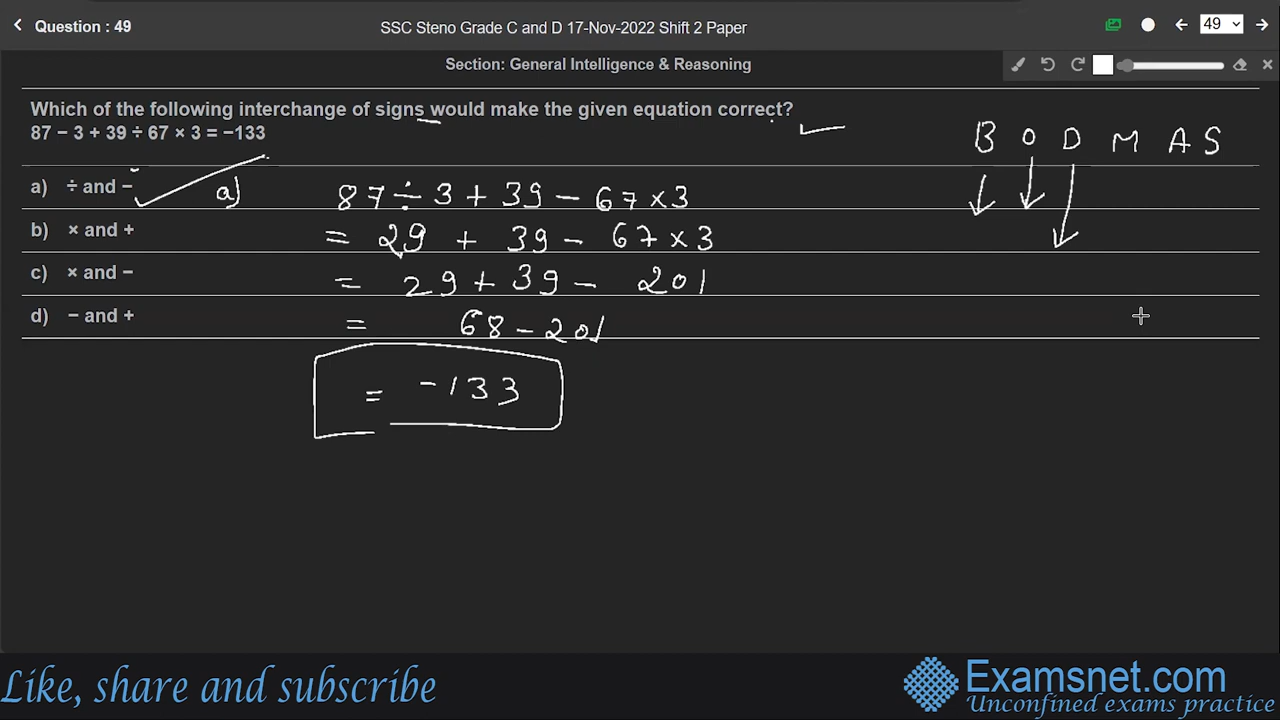 Question : 49
SSC Steno Grade C and D 17-Nov-2022 Shift 2 Paper
49
Section: General Intelligence & Reasoning
Which of the following interchange of signs would make the given equation correct?
87 − 3 + 39 ÷ 67 × 3 = −133
B O D M A S
a) ÷ and −
a) 87 ÷ 3 + 39 − 67 × 3
b) × and +
= 29 + 39 − 67 × 3
c) × and −
= 29 + 39 − 201
d) − and +
= 68 − 201
= −133
Like, share and subscribe
Examsnet.com
Unconfined exams practice